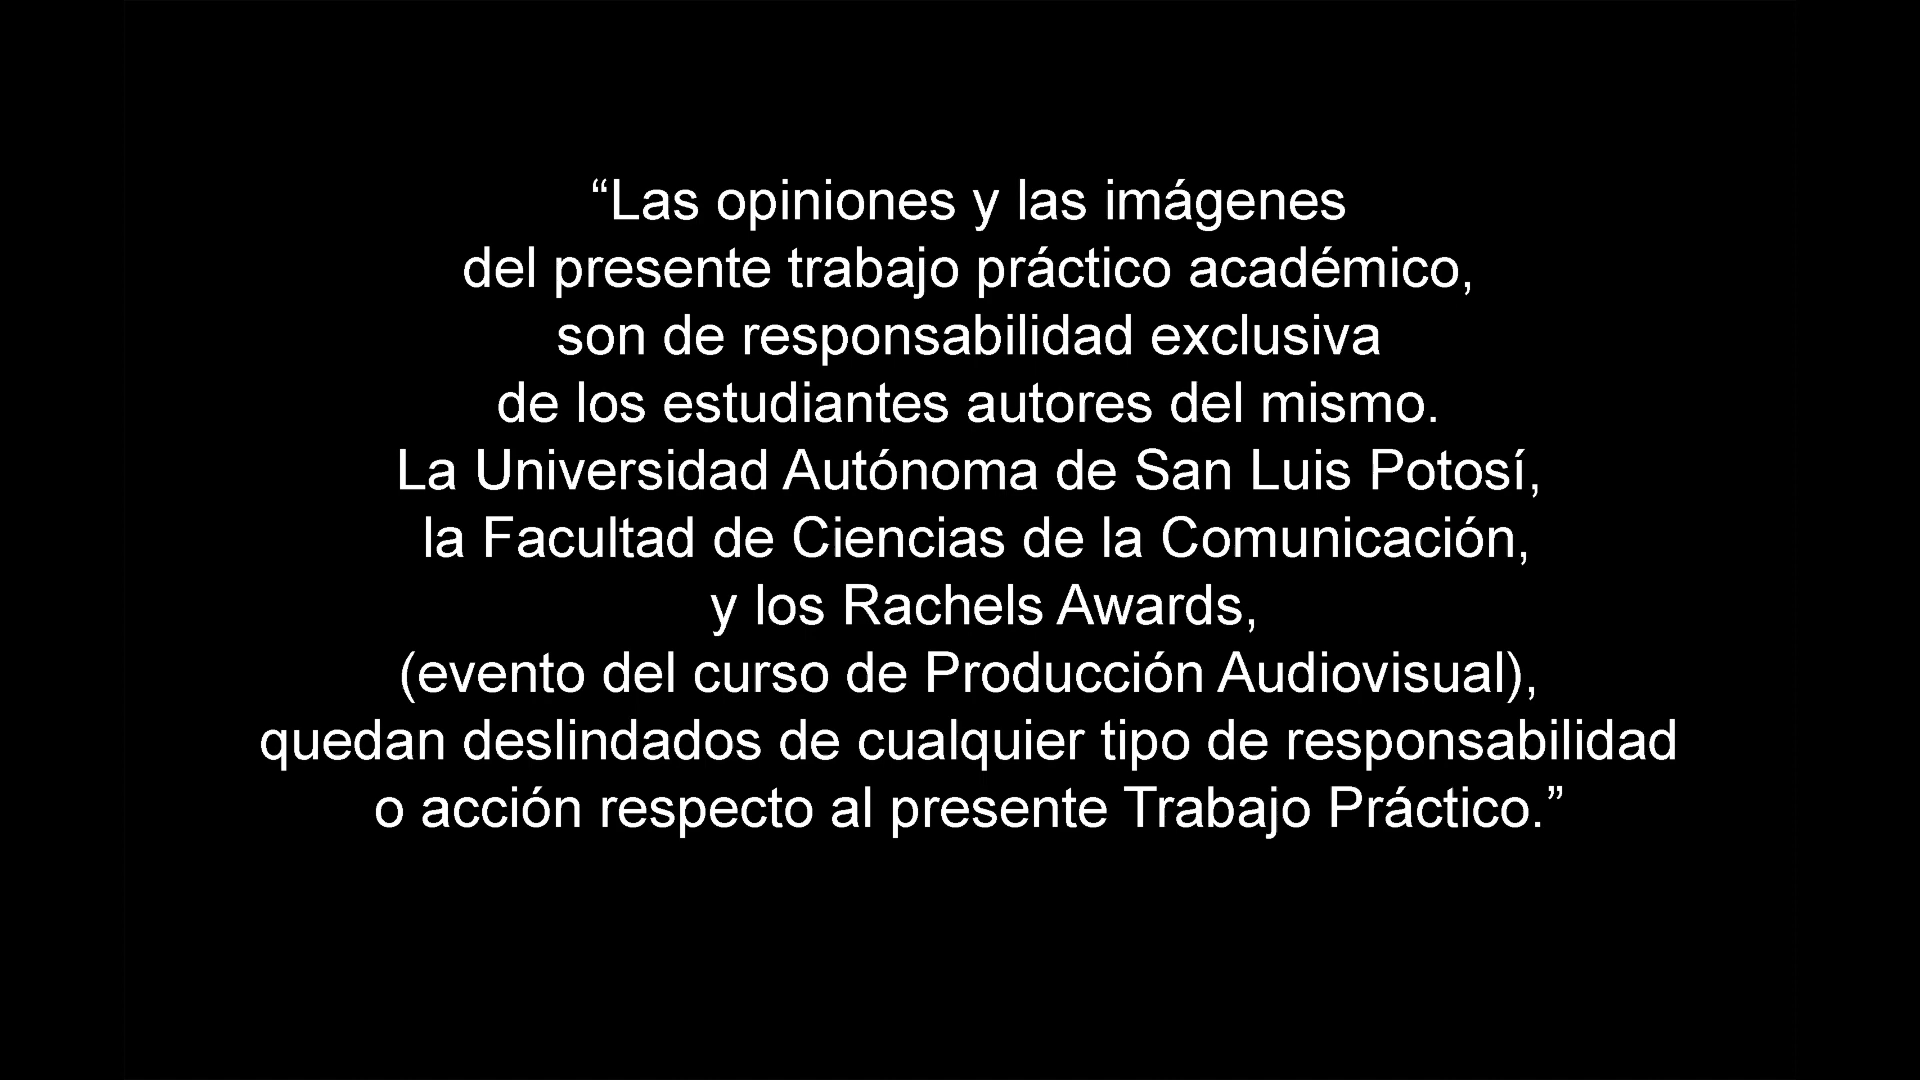 “Las opiniones y las imágenes
del presente trabajo práctico académico,
son de responsabilidad exclusiva
de los estudiantes autores del mismo.
La Universidad Autónoma de San Luis Potosí,
la Facultad de Ciencias de la Comunicación,
y los Rachels Awards,
(evento del curso de Producción Audiovisual),
quedan deslindados de cualquier tipo de responsabilidad
o acción respecto al presente Trabajo Práctico.”